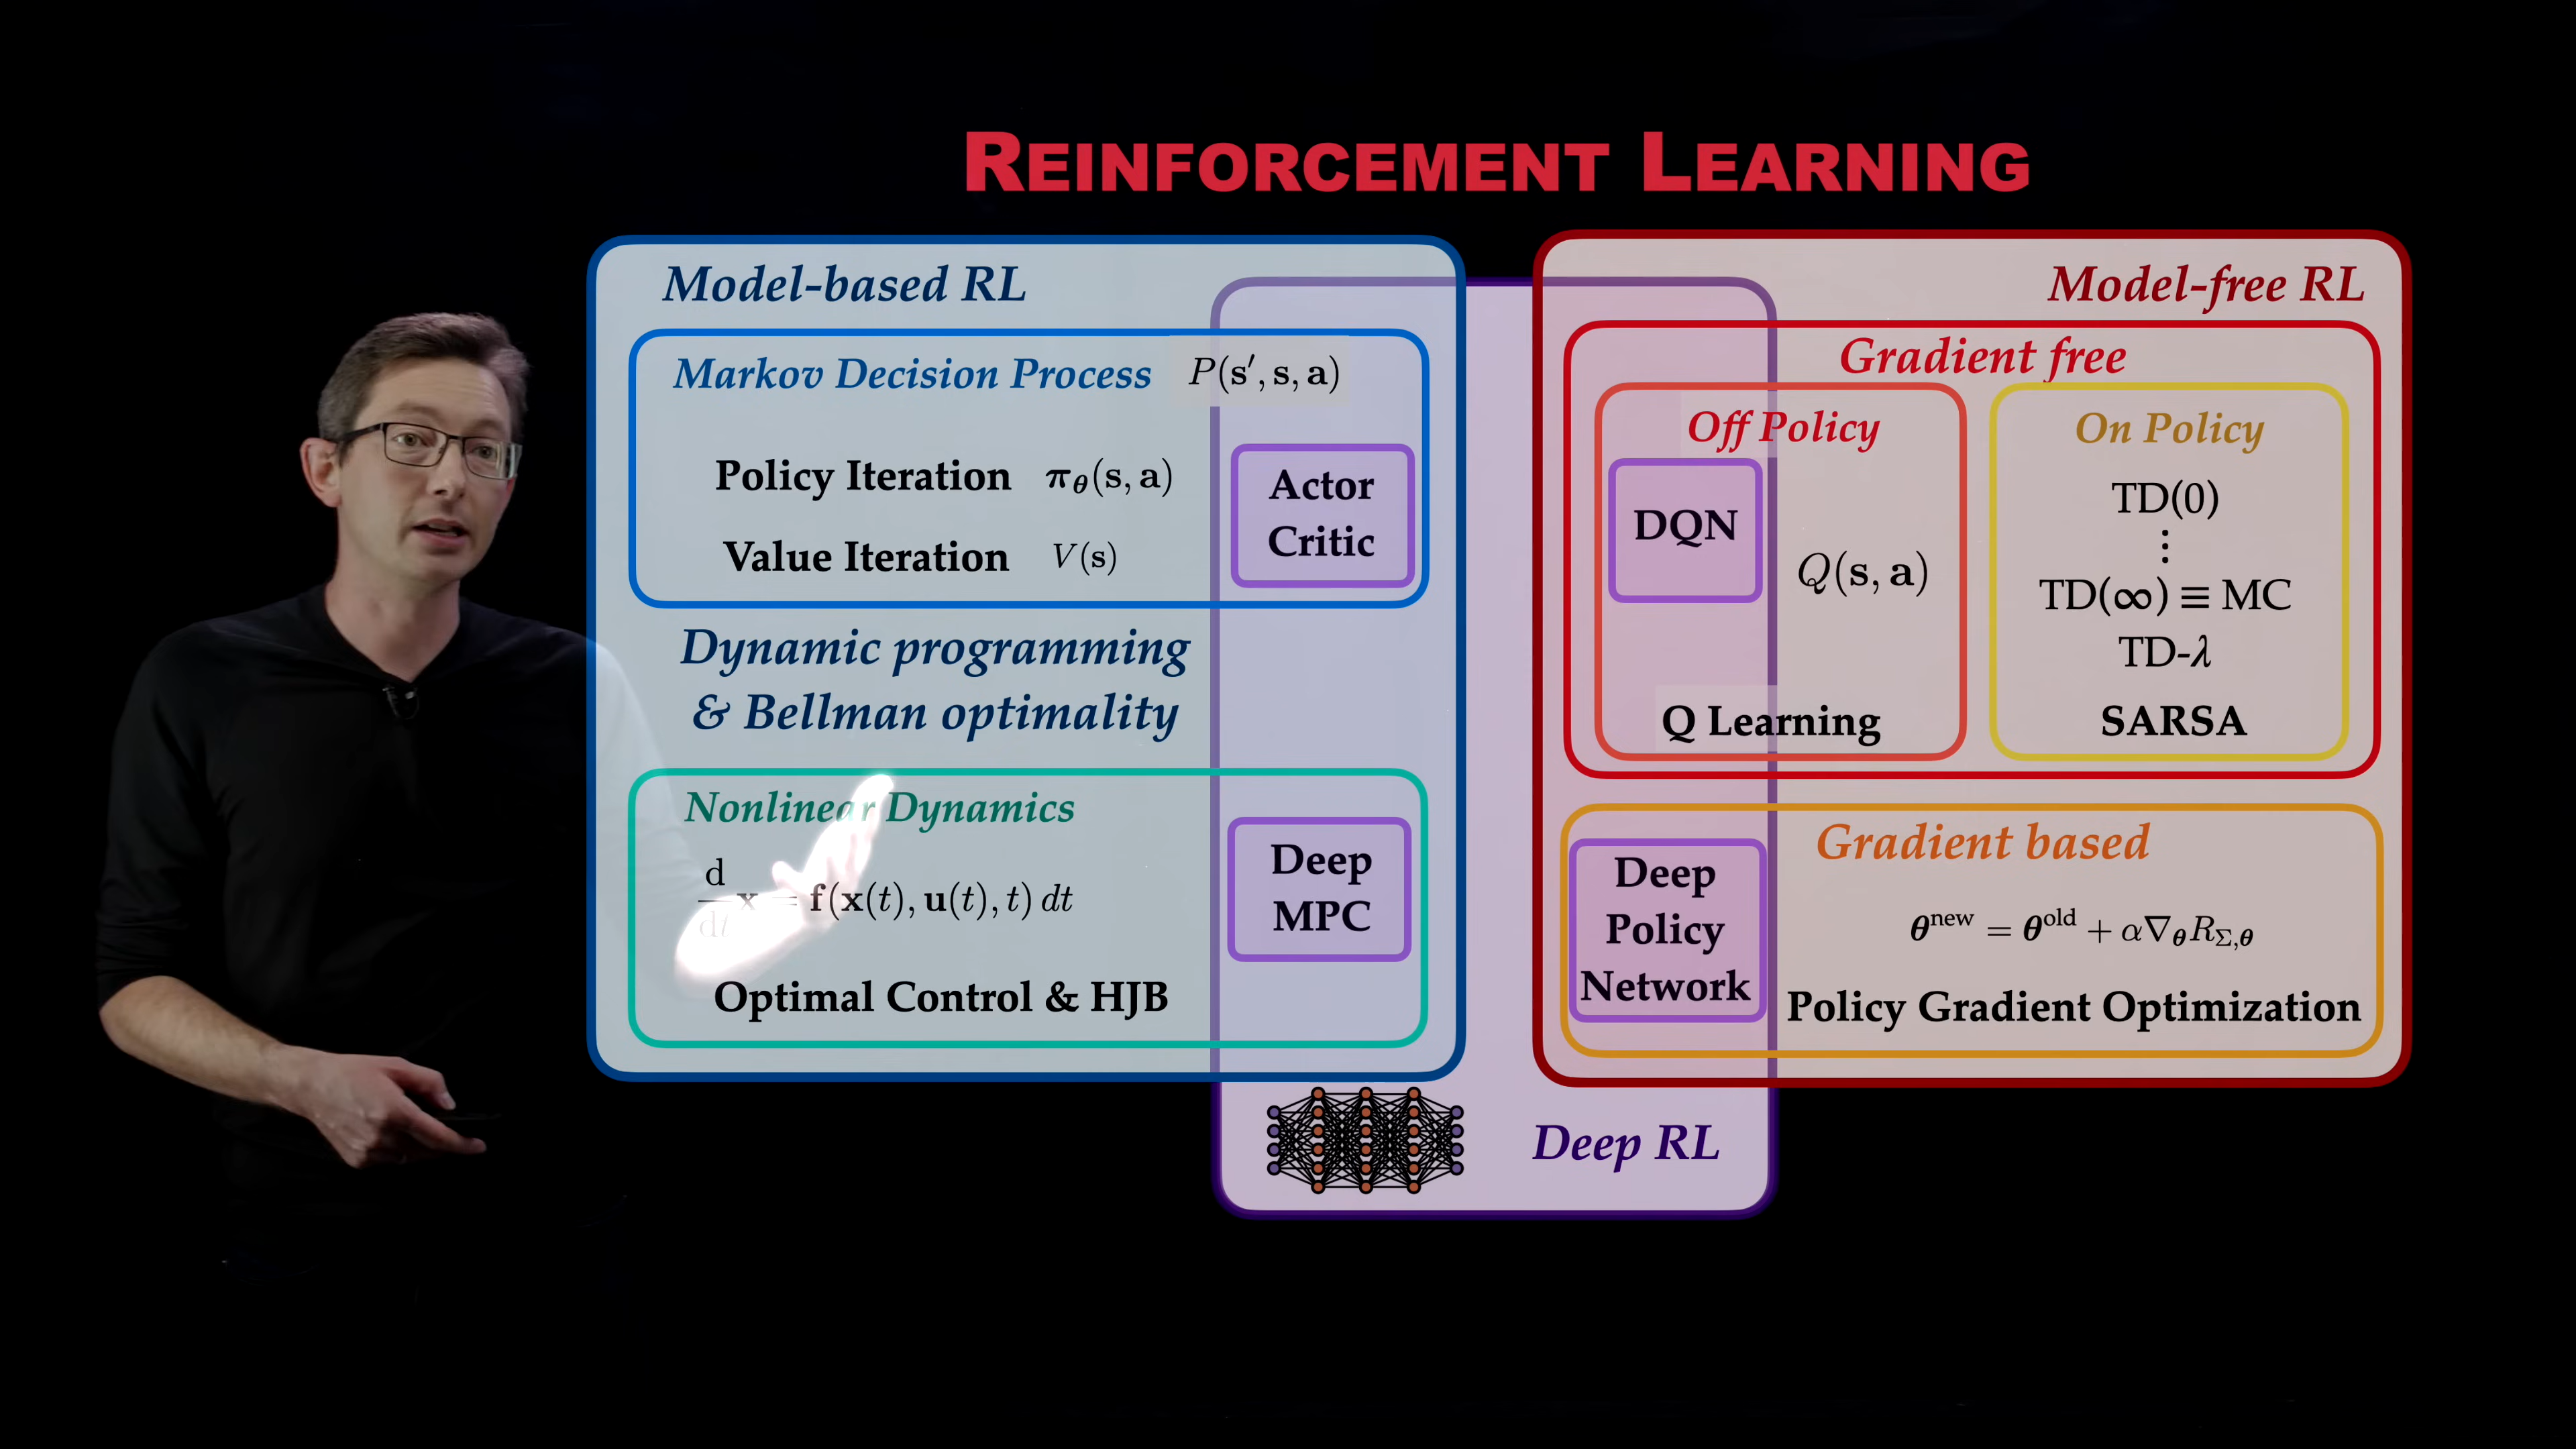 REINFORCEMENT LEARNING
Model-based RL
Markov Decision Process P(s′, s, a)
Policy Iteration π_θ(s, a)
Value Iteration V(s)
Actor
Critic
Dynamic programming
& Bellman optimality
Nonlinear Dynamics
d/dt x = f(x(t), u(t), t) dt
Optimal Control & HJB
Deep
MPC
Deep RL
Model-free RL
Gradient free
Off Policy
DQN
Q(s, a)
Q Learning
On Policy
TD(0)
⋮
TD(∞) ≡ MC
TD-λ
SARSA
Gradient based
Deep
Policy
Network
θ^new = θ^old + α∇_θ R_Σ,θ
Policy Gradient Optimization